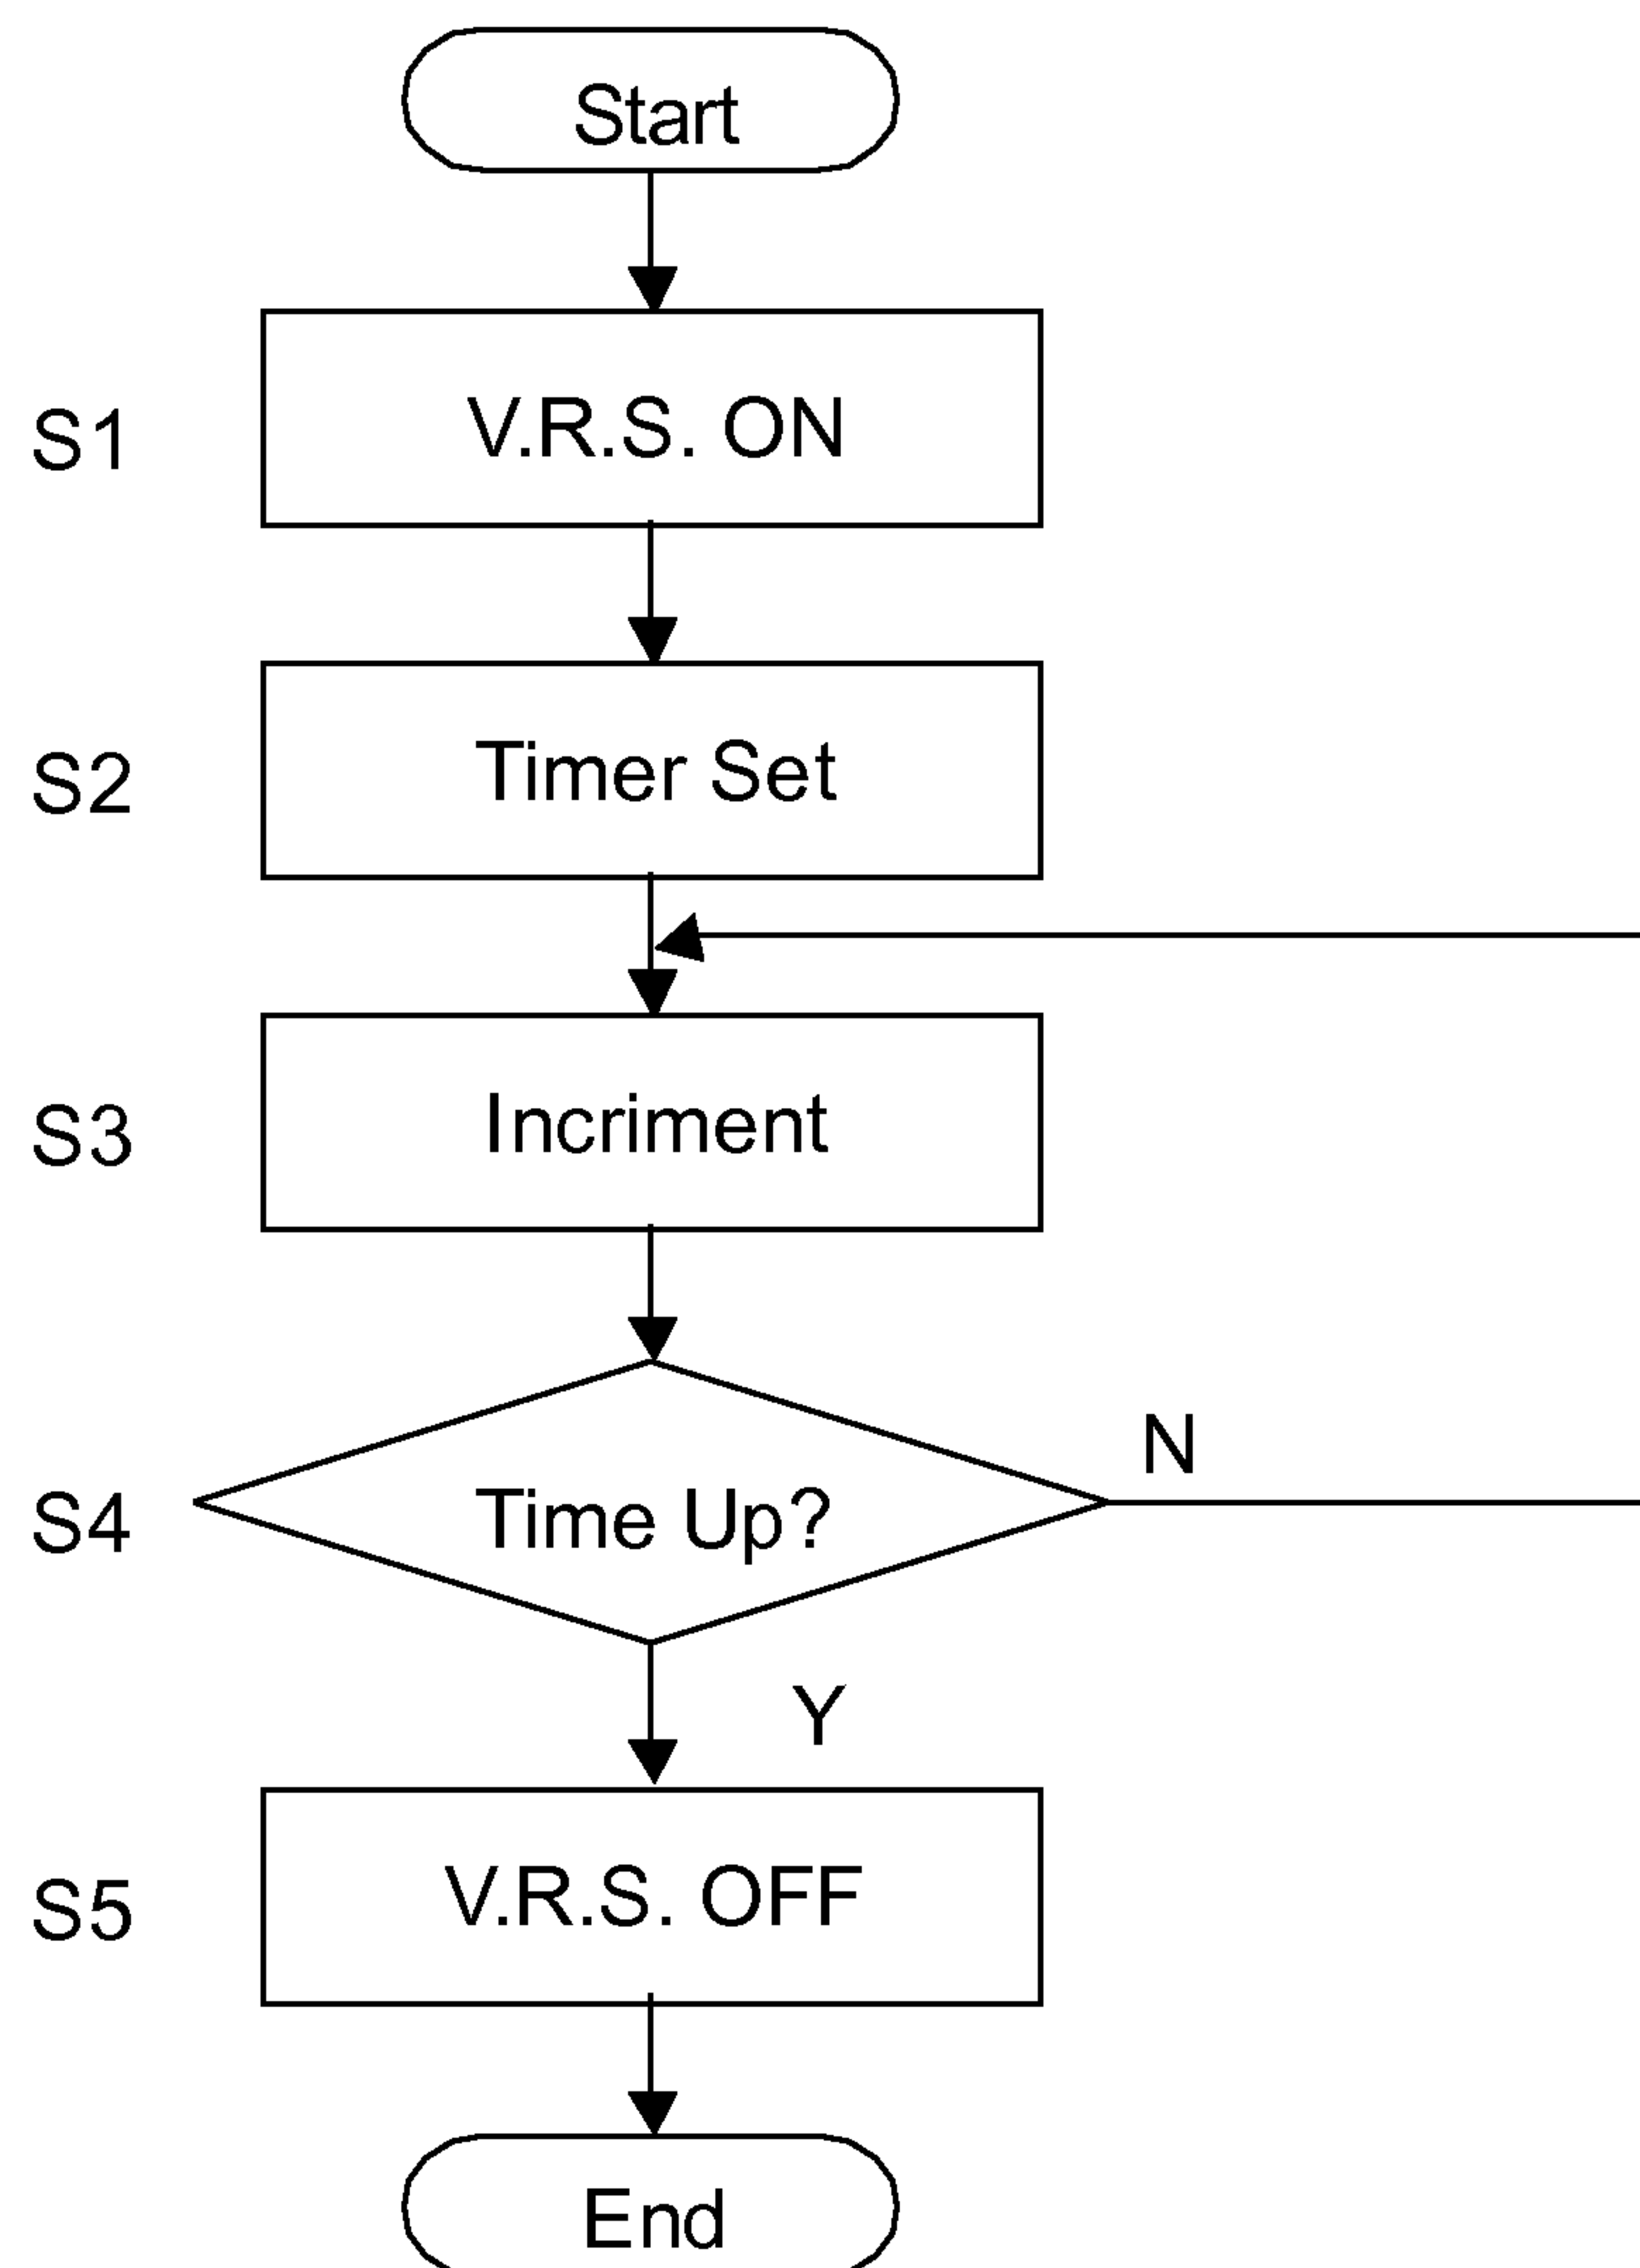 Start
S1
V.R.S. ON
S2
Timer Set
S3
Incriment
S4
Time Up?
N
Y
S5
V.R.S. OFF
End